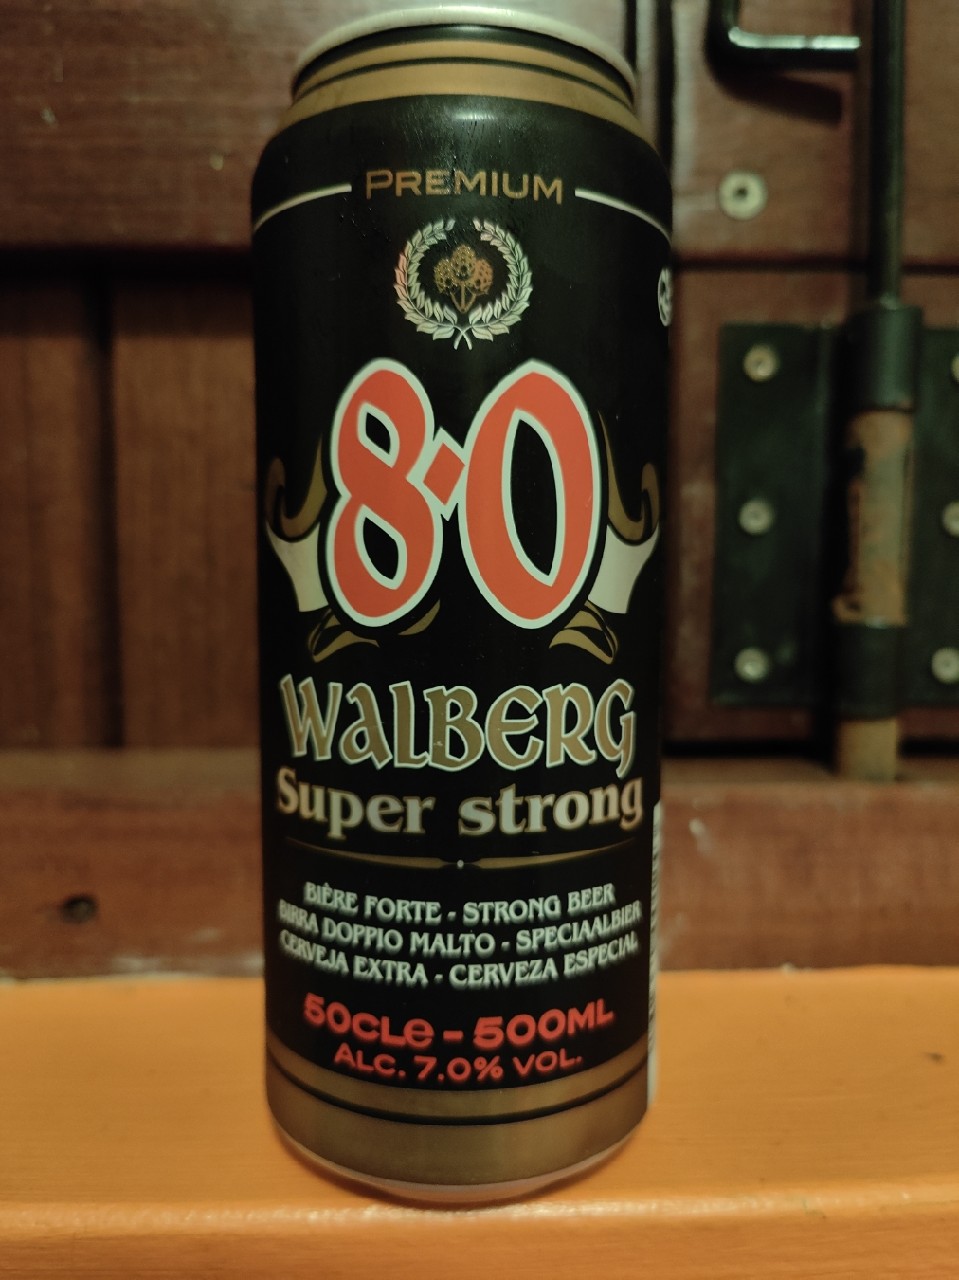 PREMIUM
8.0
WALBERG
Super strong
BIÈRE FORTE - STRONG BEER
BIRRA DOPPIO MALTO - SPECIAALBIER
CERVEJA EXTRA - CERVEZA ESPECIAL
50CLe - 500ML
ALC. 7.0% VOL.